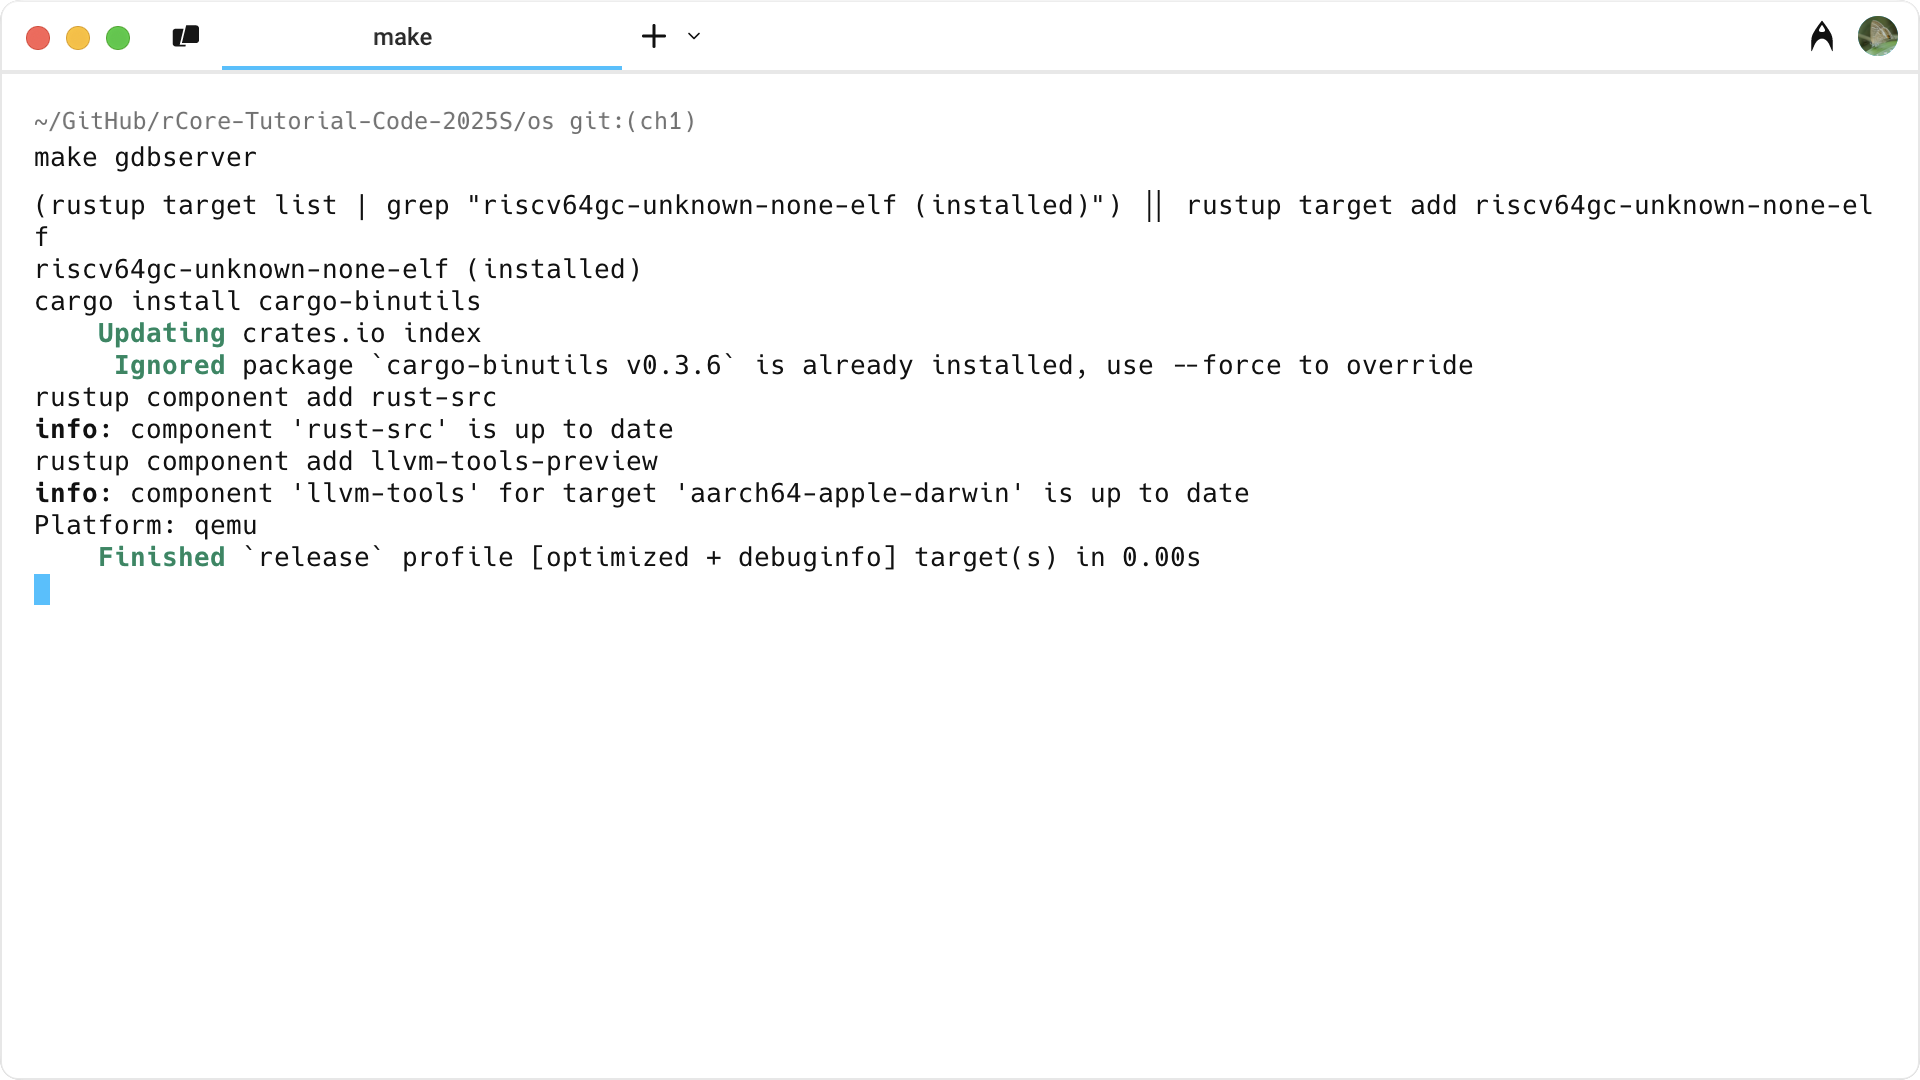 make
~/GitHub/rCore-Tutorial-Code-2025S/os git:(ch1)
make gdbserver
(rustup target list | grep "riscv64gc-unknown-none-elf (installed)") || rustup target add riscv64gc-unknown-none-el
f
riscv64gc-unknown-none-elf (installed)
cargo install cargo-binutils
    Updating crates.io index
     Ignored package `cargo-binutils v0.3.6` is already installed, use --force to override
rustup component add rust-src
info: component 'rust-src' is up to date
rustup component add llvm-tools-preview
info: component 'llvm-tools' for target 'aarch64-apple-darwin' is up to date
Platform: qemu
    Finished `release` profile [optimized + debuginfo] target(s) in 0.00s